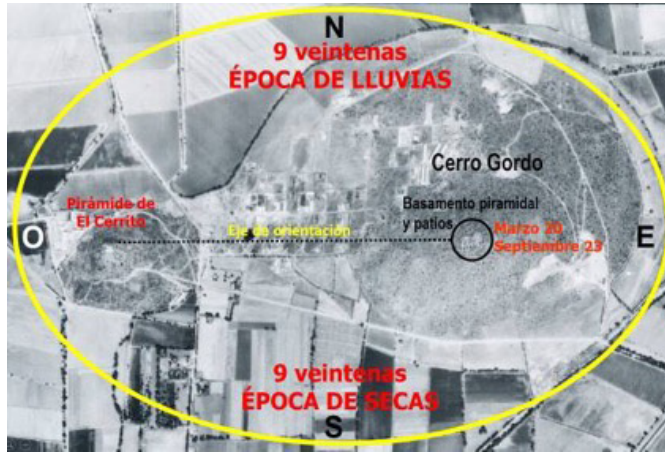 N
9 veintenas
ÉPOCA DE LLUVIAS
Cerro Gordo
Pirámide de
El Cerrito
Basamento piramidal
y patios
O
Eje de orientación
Marzo 20
Septiembre 23
E
9 veintenas
ÉPOCA DE SECAS
S